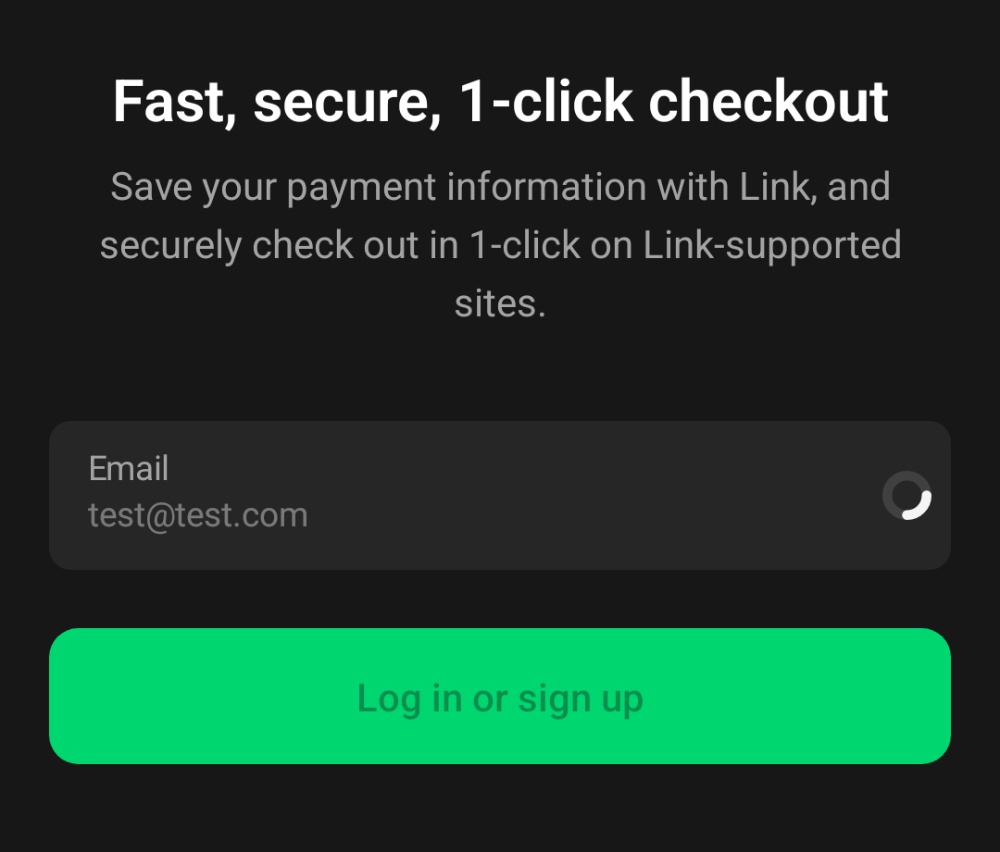 Fast, secure, 1-click checkout
Save your payment information with Link, and
securely check out in 1-click on Link-supported
sites.
Email
test@test.com
Log in or sign up